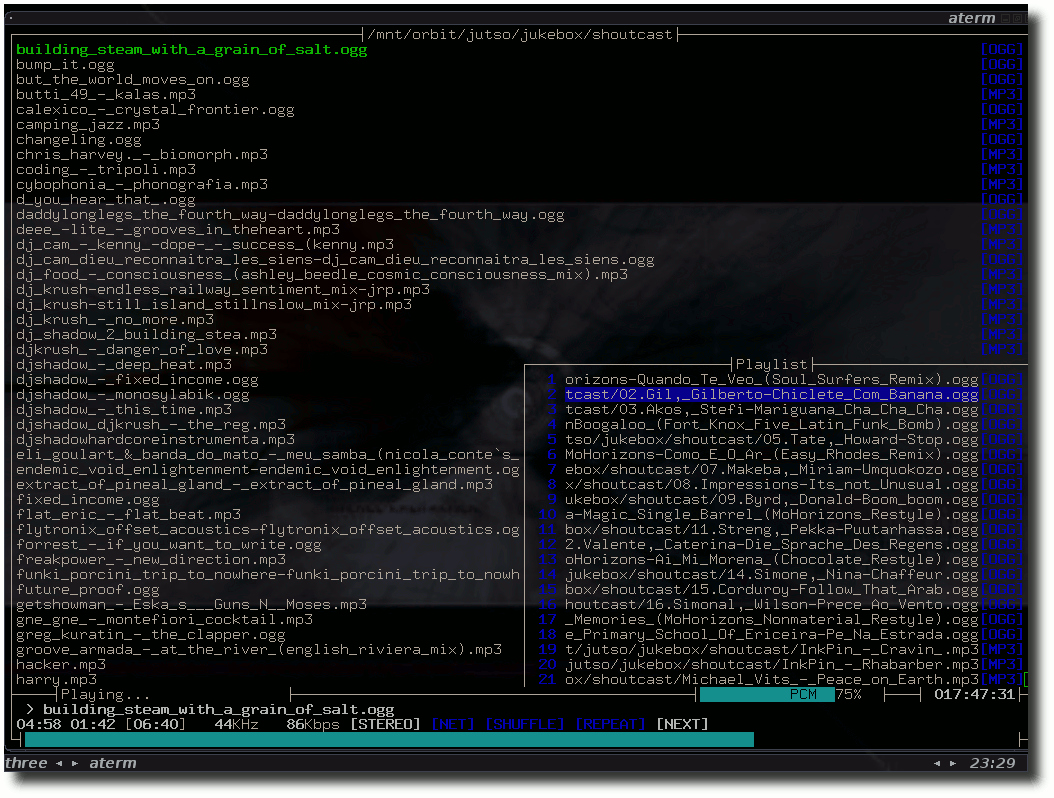 aterm
/mnt/orbit/jutso/jukebox/shoutcast
building_steam_with_a_grain_of_salt.ogg [OGG]
bump_it.ogg [OGG]
but_the_world_moves_on.ogg [OGG]
butti_49_-_kalas.mp3 [MP3]
calexico_-_crystal_frontier.ogg [OGG]
camping_jazz.mp3 [MP3]
changeling.ogg [OGG]
chris_harvey._-_biomorph.mp3 [MP3]
coding_-_tripoli.mp3 [MP3]
cybophonia_-_phonografia.mp3 [MP3]
d_you_hear_that_.ogg [OGG]
daddylonglegs_the_fourth_way-daddylonglegs_the_fourth_way.ogg [OGG]
deee_-lite_-_grooves_in_theheart.mp3 [MP3]
dj_cam_-_kenny_-dope-_-_success_(kenny.mp3 [MP3]
dj_cam_dieu_reconnaitra_les_siens-dj_cam_dieu_reconnaitra_les_siens.ogg [OGG]
dj_food_-_consciousness_(ashley_beedle_cosmic_consciousness_mix).mp3 [MP3]
dj_krush-endless_railway_sentiment_mix-jrp.mp3 [MP3]
dj_krush-still_island_stillnslow_mix-jrp.mp3 [MP3]
dj_krush_-_no_more.mp3 [MP3]
dj_shadow_2_building_stea.mp3 [MP3]
djkrush_-_danger_of_love.mp3 [MP3]
djshadow_-_deep_heat.mp3
djshadow_-_fixed_income.ogg
djshadow_-_monosylabik.ogg
djshadow_-_this_time.mp3
djshadow_djkrush_-_the_reg.mp3
djshadowhardcoreinstrumenta.mp3
eli_goulart_&_banda_do_mato_-_meu_samba_(nicola_conte`s_
endemic_void_enlightenment-endemic_void_enlightenment.og
extract_of_pineal_gland_-_extract_of_pineal_gland.mp3
fixed_income.ogg
flat_eric_-_flat_beat.mp3
flytronix_offset_acoustics-flytronix_offset_acoustics.og
forrest_-_if_you_want_to_write.ogg
freakpower_-_new_direction.mp3
funki_porcini_trip_to_nowhere-funki_porcini_trip_to_nowh
future_proof.ogg
getshowman_-_Eska_s___Guns_N__Moses.mp3
gne_gne_-_montefiori_cocktail.mp3
greg_kuratin_-_the_clapper.ogg
groove_armada_-_at_the_river_(english_riviera_mix).mp3
hacker.mp3
harry.mp3
Playlist
1 orizons-Quando_Te_Veo_(Soul_Surfers_Remix).ogg[OGG]
2 tcast/02.Gil,_Gilberto-Chiclete_Com_Banana.ogg[OGG]
3 tcast/03.Akos,_Stefi-Mariguana_Cha_Cha_Cha.ogg[OGG]
4 nBoogaloo_(Fort_Knox_Five_Latin_Funk_Bomb).ogg[OGG]
5 tso/jukebox/shoutcast/05.Tate,_Howard-Stop.ogg[OGG]
6 MoHorizons-Como_E_O_Ar_(Easy_Rhodes_Remix).ogg[OGG]
7 ebox/shoutcast/07.Makeba,_Miriam-Umquokozo.ogg[OGG]
8 x/shoutcast/08.Impressions-Its_not_Unusual.ogg[OGG]
9 ukebox/shoutcast/09.Byrd,_Donald-Boom_boom.ogg[OGG]
10 a-Magic_Single_Barrel_(MoHorizons_Restyle).ogg[OGG]
11 box/shoutcast/11.Streng,_Pekka-Puutarhassa.ogg[OGG]
12 2.Valente,_Caterina-Die_Sprache_Des_Regens.ogg[OGG]
13 oHorizons-Ai_Mi_Morena_(Chocolate_Restyle).ogg[OGG]
14 jukebox/shoutcast/14.Simone,_Nina-Chaffeur.ogg[OGG]
15 box/shoutcast/15.Corduroy-Follow_That_Arab.ogg[OGG]
16 houtcast/16.Simonal,_Wilson-Prece_Ao_Vento.ogg[OGG]
17 _Memories_(MoHorizons_Nonmaterial_Restyle).ogg[OGG]
18 e_Primary_School_Of_Ericeira-Pe_Na_Estrada.ogg[OGG]
19 t/jutso/jukebox/shoutcast/InkPin_-_Cravin_.mp3[MP3]
20 jutso/jukebox/shoutcast/InkPin_-_Rhabarber.mp3[MP3]
21 ox/shoutcast/Michael_Vits_-_Peace_on_Earth.mp3[MP3]
Playing... PCM 75% 017:47:31
> building_steam_with_a_grain_of_salt.ogg
04:58 01:42 [06:40] 44KHz 86Kbps [STEREO] [NET] [SHUFFLE] [REPEAT] [NEXT]
three ◂ ▸ aterm ◂ ▸ 23:29